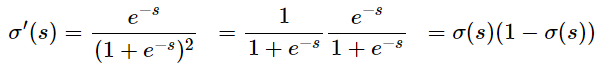 σ′(s) = e^{-s} / (1 + e^{-s})² = 1 / (1 + e^{-s}) e^{-s} / (1 + e^{-s}) = σ(s)(1 − σ(s))